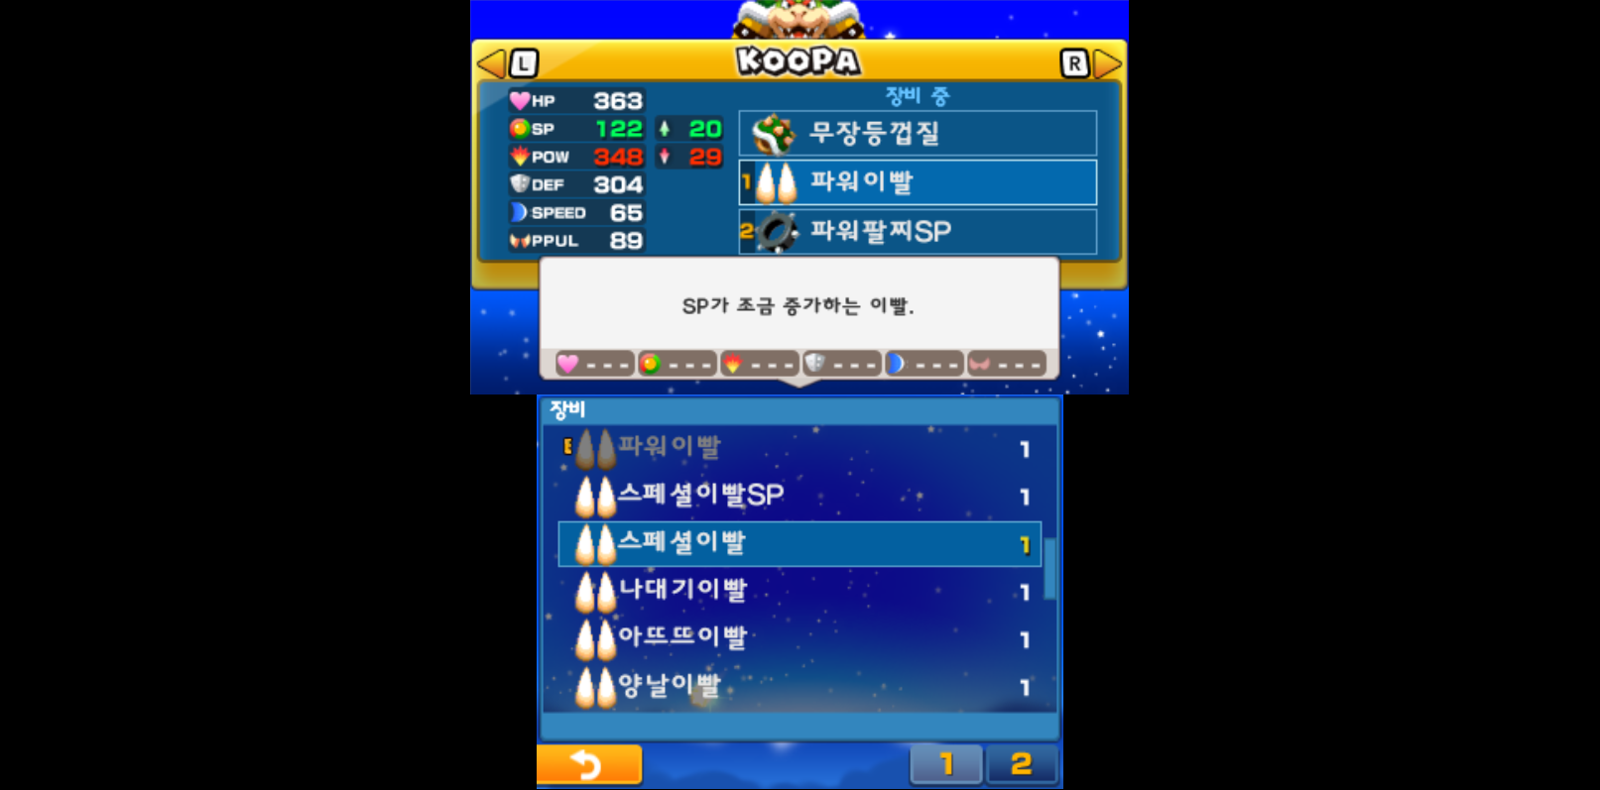 L KOOPA R
HP 363
SP 122 20
POW 348 29
DEF 304
SPEED 65
PPUL 89
장비 중
무장등껍질
1 파워이빨
2 파워팔찌SP
SP가 조금 증가하는 이빨.
--- --- --- --- --- ---
장비
E 파워이빨 1
스페셜이빨SP 1
스페셜이빨 1
나대기이빨 1
아뜨뜨이빨 1
양날이빨 1
1 2